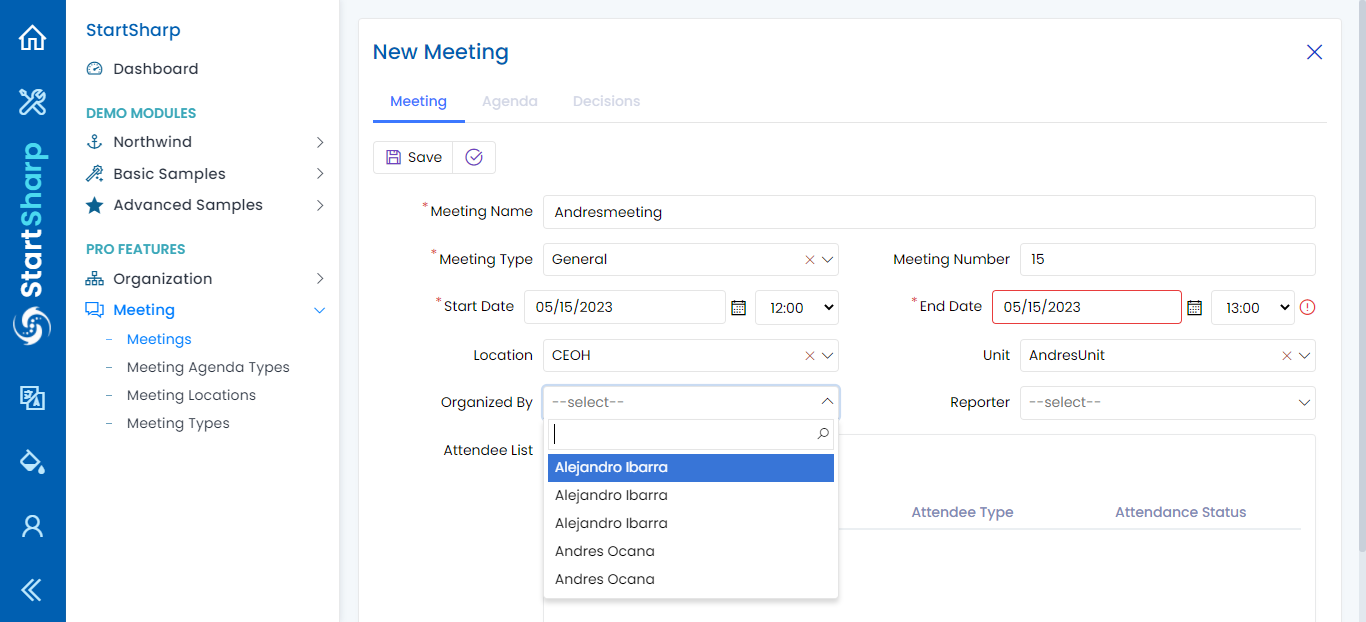 StartSharp
StartSharp
Dashboard
DEMO MODULES
Northwind
Basic Samples
Advanced Samples
PRO FEATURES
Organization
Meeting
Meetings
Meeting Agenda Types
Meeting Locations
Meeting Types
New Meeting
Meeting Agenda Decisions
Save
*Meeting Name Andresmeeting
*Meeting Type General Meeting Number 15
*Start Date 05/15/2023 12:00 *End Date 05/15/2023 13:00
Location CEOH Unit AndresUnit
Organized By --select-- Reporter --select--
Attendee List
Alejandro Ibarra
Alejandro Ibarra
Alejandro Ibarra
Andres Ocana
Andres Ocana
Attendee Type Attendance Status